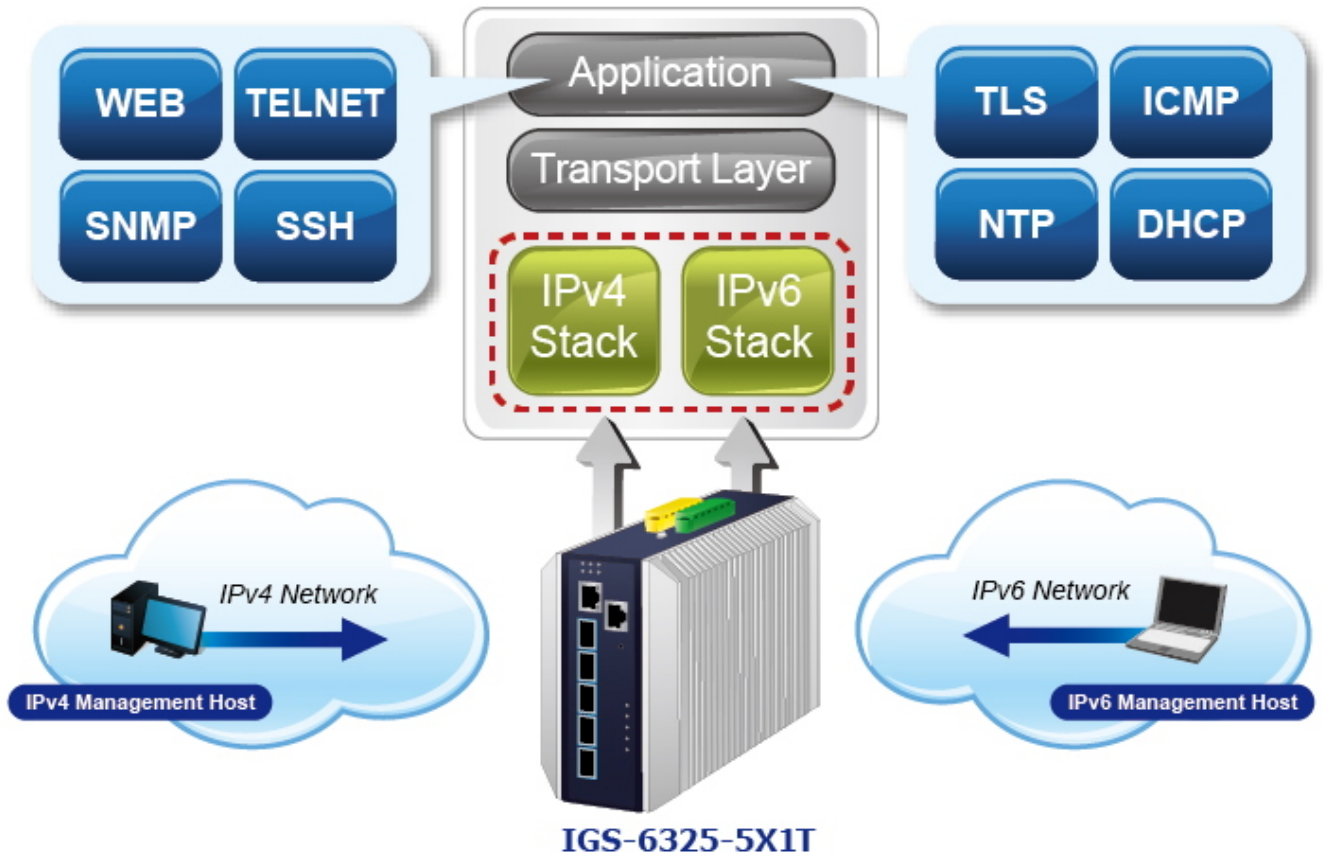 WEB
TELNET
SNMP
SSH
Application
Transport Layer
IPv4
Stack
IPv6
Stack
TLS
ICMP
NTP
DHCP
IPv4 Network
IPv4 Management Host
IPv6 Network
IPv6 Management Host
IGS-6325-5X1T